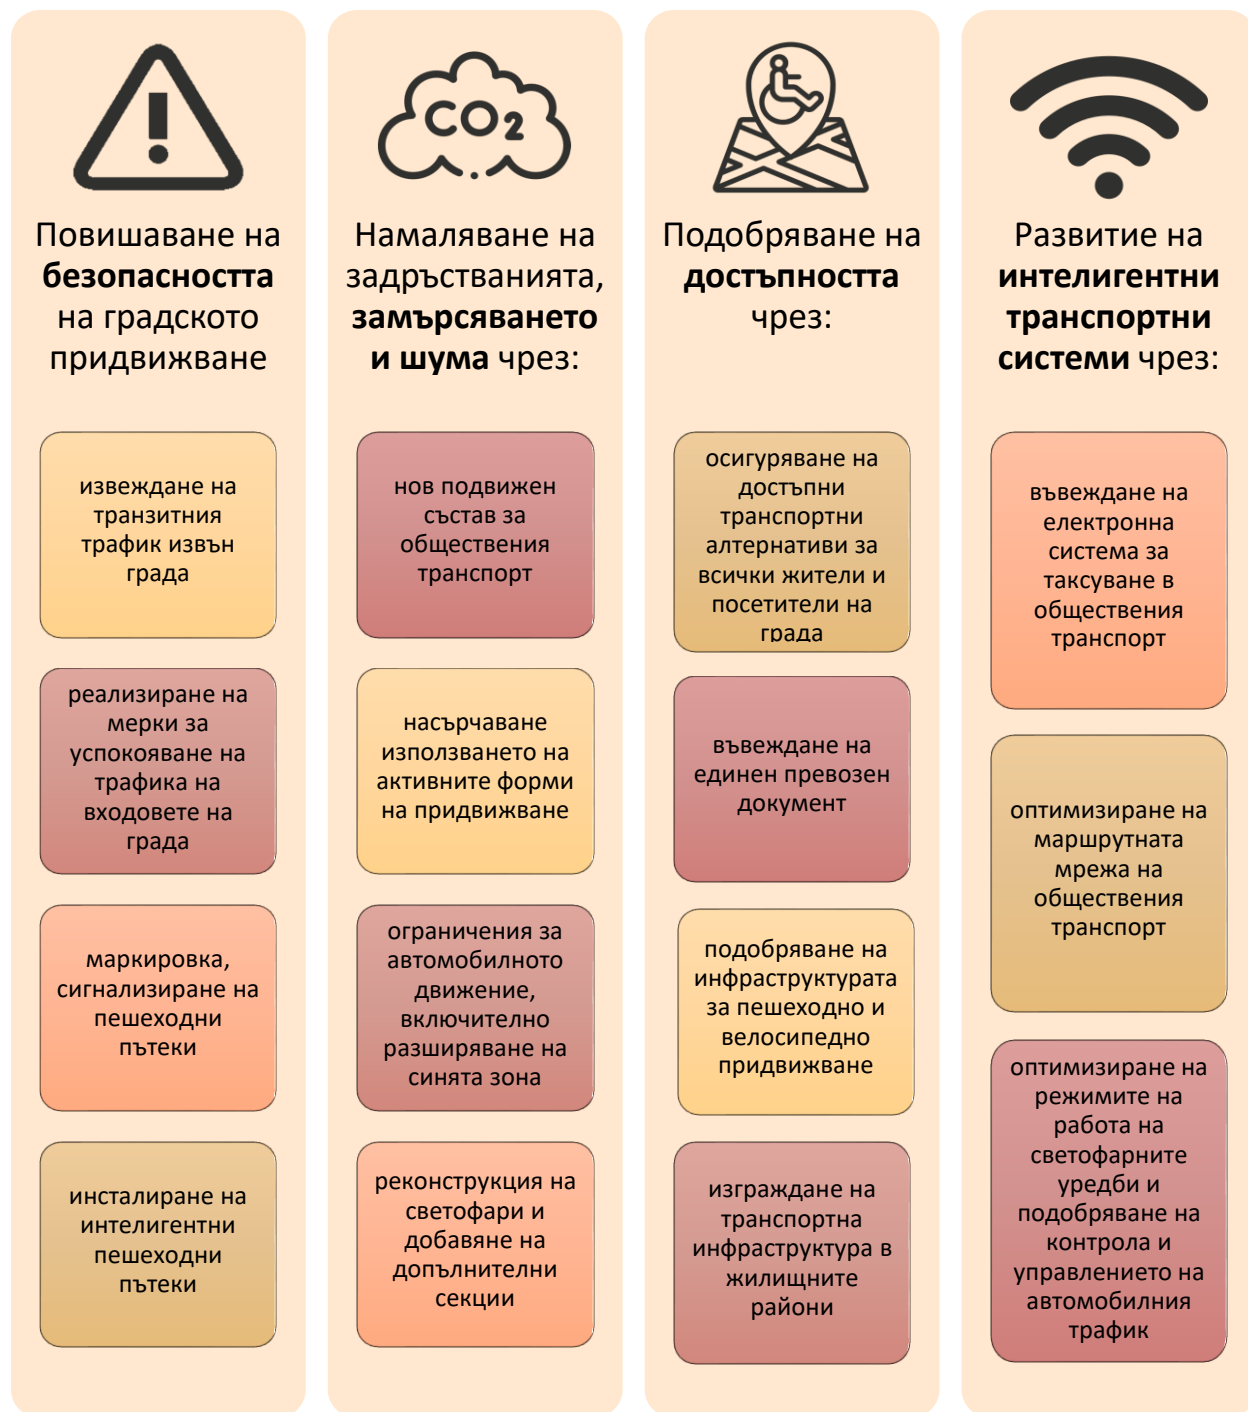 CO2
Повишаване на
безопасността
на градското
придвижване
извеждане на
транзитния
трафик извън
града
реализиране на
мерки за
успокояване на
трафика на
входовете на
града
маркировка,
сигнализиране на
пешеходни
пътеки
инсталиране на
интелигентни
пешеходни
пътеки
Намаляване на
задръстванията,
замърсяването
и шума чрез:
нов подвижен
състав за
обществения
транспорт
насърчаване
използването на
активните форми
на придвижване
ограничения за
автомобилното
движение,
включително
разширяване на
синята зона
реконструкция на
светофари и
добавяне на
допълнителни
секции
Подобряване на
достъпността
чрез:
осигуряване на
достъпни
транспортни
алтернативи за
всички жители и
посетители на
града
въвеждане на
единен превозен
документ
подобряване на
инфраструктурата
за пешеходно и
велосипедно
придвижване
изграждане на
транспортна
инфраструктура в
жилищните
райони
Развитие на
интелигентни
транспортни
системи чрез:
въвеждане на
електронна
система за
таксуване в
обществения
транспорт
оптимизиране на
маршрутната
мрежа на
обществения
транспорт
оптимизиране на
режимите на
работа на
светофарните
уредби и
подобряване на
контрола и
управлението на
автомобилния
трафик